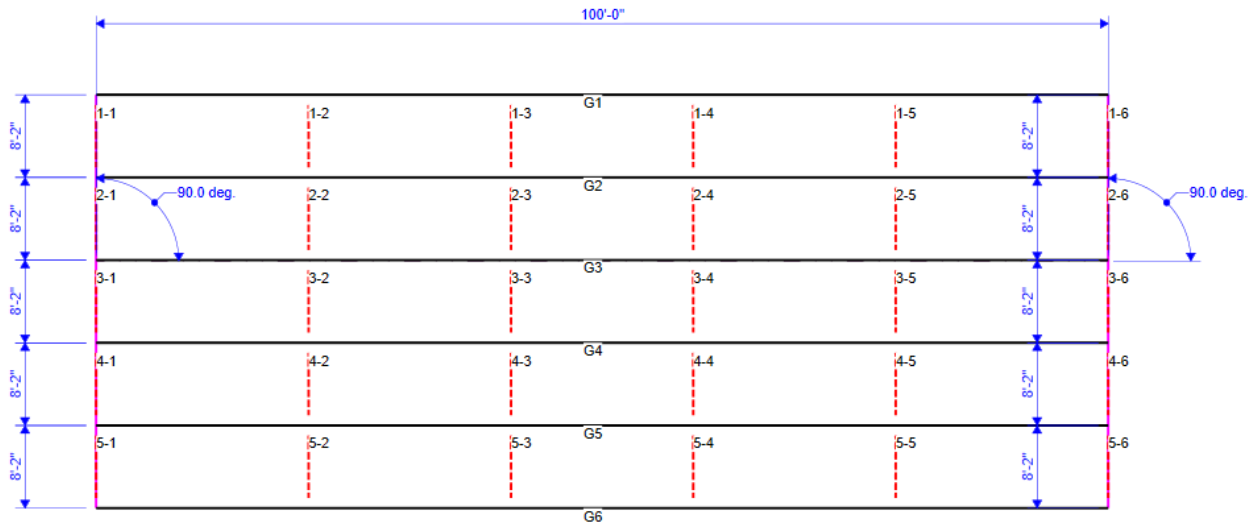 100'-0"
G1
1-1 1-2 1-3 1-4 1-5 1-6
8'-2" 8'-2"
G2
90.0 deg. 90.0 deg.
2-1 2-2 2-3 2-4 2-5 2-6
8'-2" 8'-2"
G3
3-1 3-2 3-3 3-4 3-5 3-6
8'-2" 8'-2"
G4
4-1 4-2 4-3 4-4 4-5 4-6
8'-2" 8'-2"
G5
5-1 5-2 5-3 5-4 5-5 5-6
8'-2" 8'-2"
G6